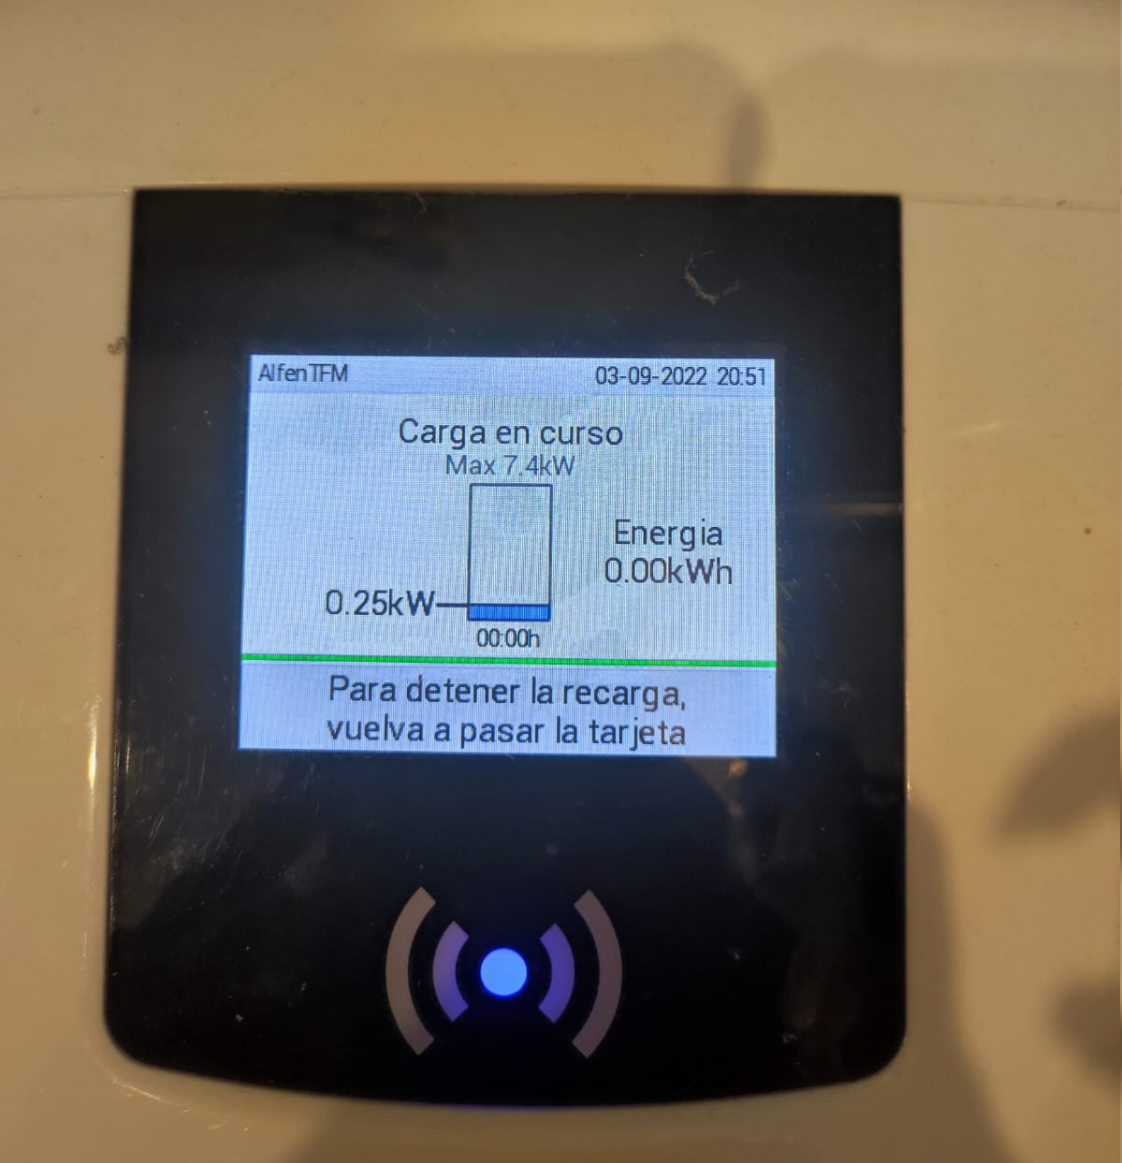 AlfenTFM
03-09-2022 20:51
Carga en curso
Max 7.4kW
Energia
0.00kWh
0.25kW
00:00h
Para detener la recarga,
vuelva a pasar la tarjeta